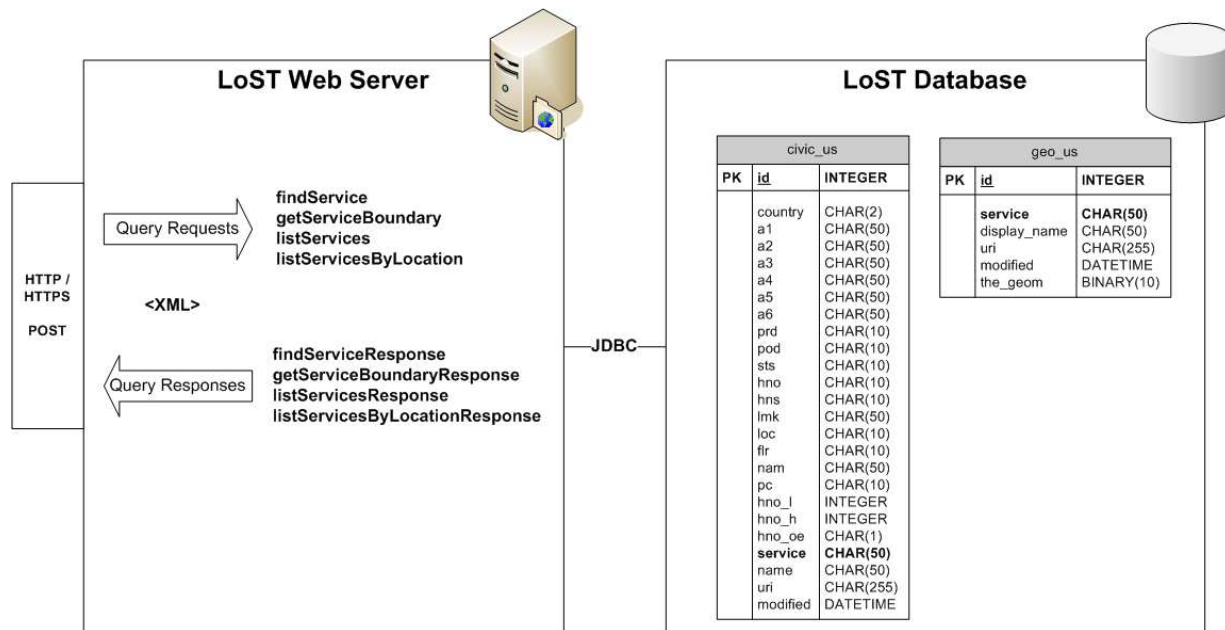 LoST Web Server
HTTP /
HTTPS
POST
Query Requests
findService
getServiceBoundary
listServices
listServicesByLocation
<XML>
Query Responses
findServiceResponse
getServiceBoundaryResponse
listServicesResponse
listServicesByLocationResponse
JDBC
LoST Database
civic_us
PK id INTEGER
country CHAR(2)
a1 CHAR(50)
a2 CHAR(50)
a3 CHAR(50)
a4 CHAR(50)
a5 CHAR(50)
a6 CHAR(50)
prd CHAR(10)
pod CHAR(10)
sts CHAR(10)
hno CHAR(10)
hns CHAR(10)
lmk CHAR(50)
loc CHAR(10)
flr CHAR(10)
nam CHAR(50)
pc CHAR(10)
hno_l INTEGER
hno_h INTEGER
hno_oe CHAR(1)
service CHAR(50)
name CHAR(50)
uri CHAR(255)
modified DATETIME
geo_us
PK id INTEGER
service CHAR(50)
display_name CHAR(50)
uri CHAR(255)
modified DATETIME
the_geom BINARY(10)